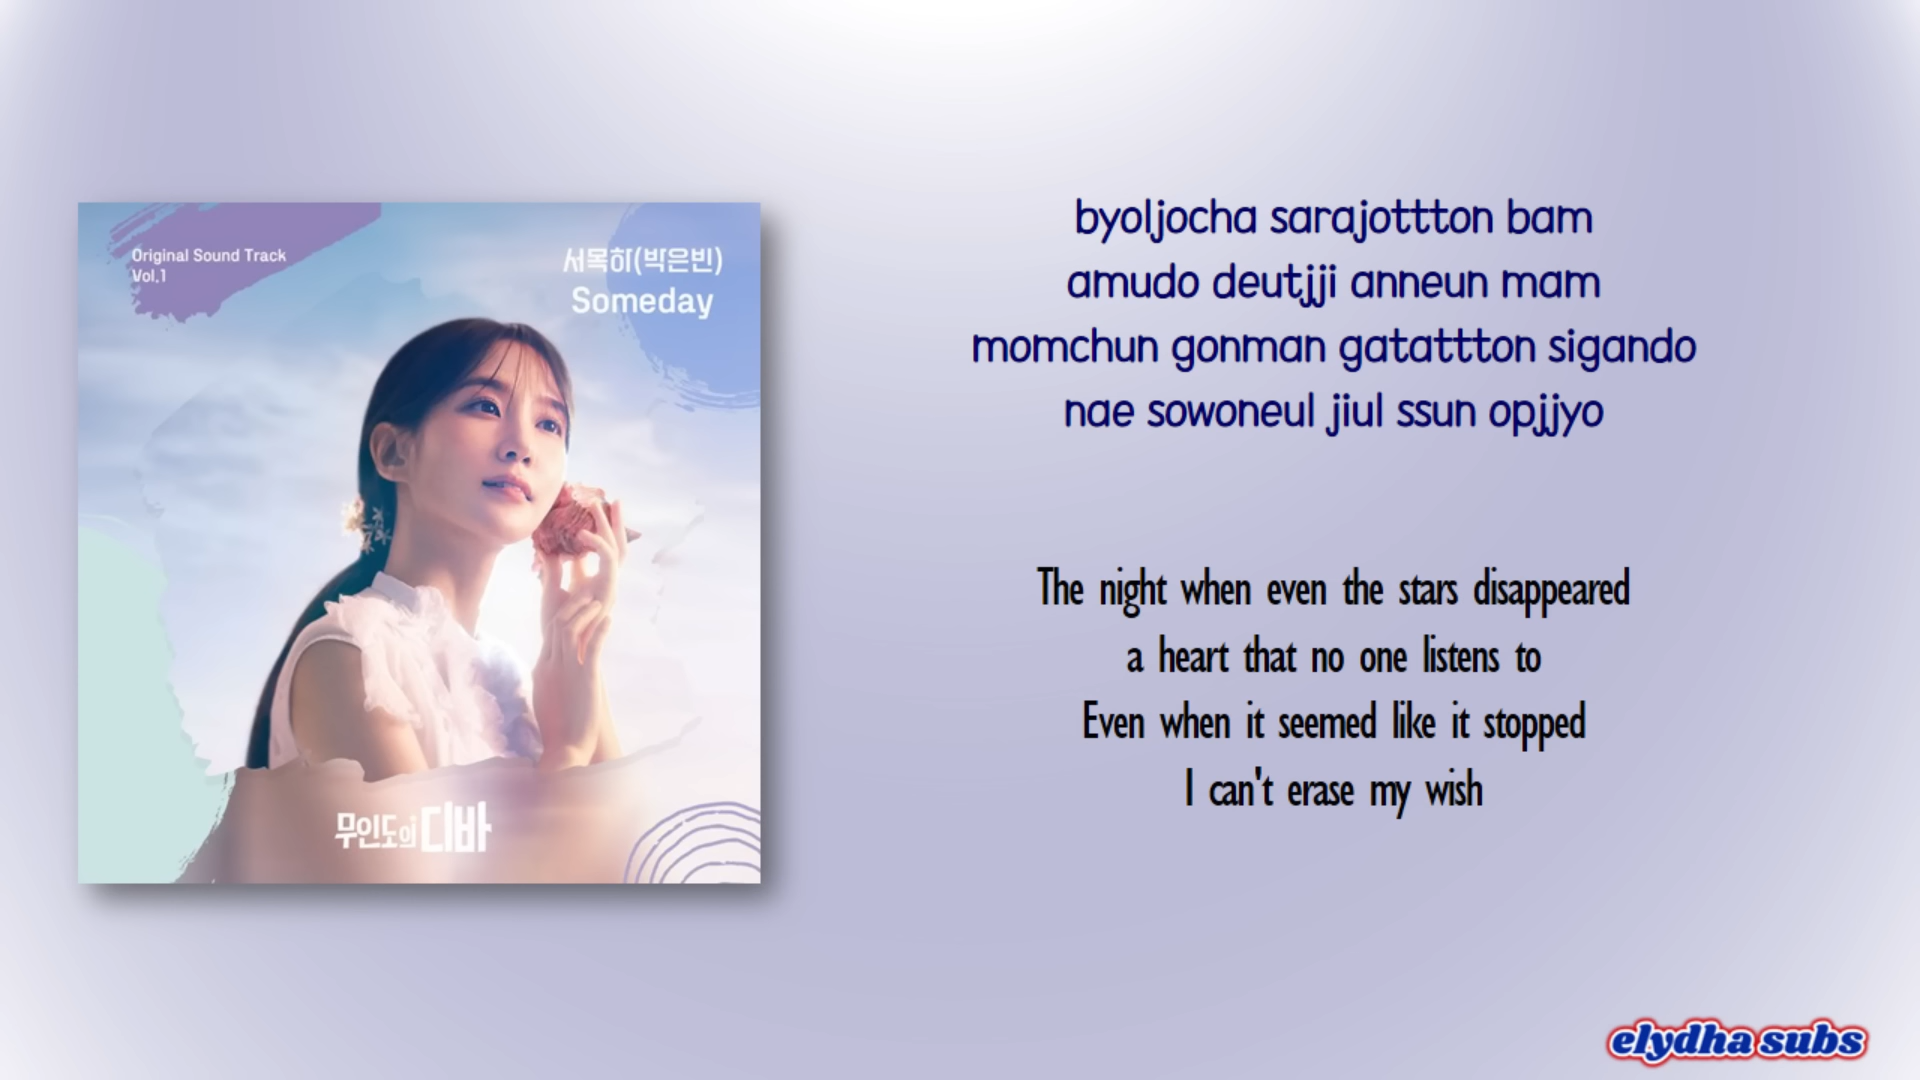 Original Sound Track
Vol.1
서목하(박은빈)
Someday
무인도의 디바
byoljocha sarajottton bam
amudo deutjji anneun mam
momchun gonman gatattton sigando
nae sowoneul jiul ssun opjjyo
The night when even the stars disappeared
a heart that no one listens to
Even when it seemed like it stopped
I can't erase my wish
elydha subs